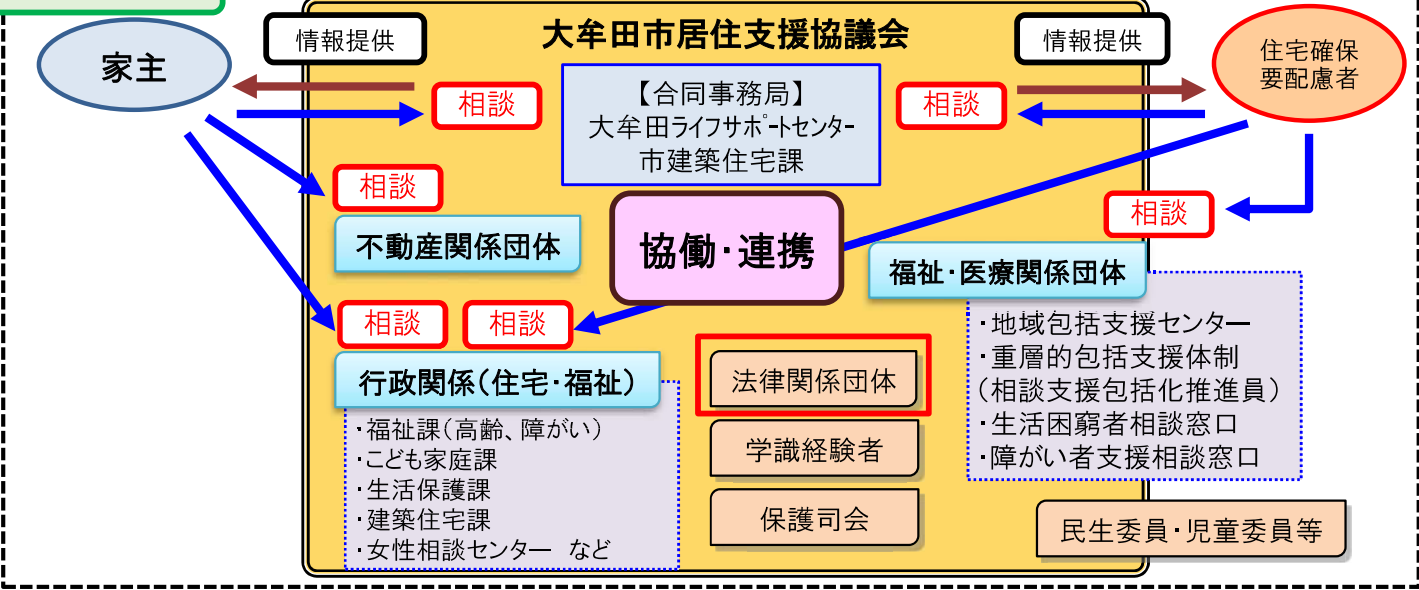 家主
情報提供
大牟田市居住支援協議会
情報提供
住宅確保
要配慮者
相談
【合同事務局】
大牟田ライフサポートセンター
市建築住宅課
相談
相談
不動産関係団体
協働・連携
相談
福祉・医療関係団体
・地域包括支援センター
・重層的包括支援体制
(相談支援包括化推進員)
・生活困窮者相談窓口
・障がい者支援相談窓口
相談
相談
行政関係(住宅・福祉)
・福祉課(高齢、障がい)
・こども家庭課
・生活保護課
・建築住宅課
・女性相談センター など
法律関係団体
学識経験者
保護司会
民生委員・児童委員等